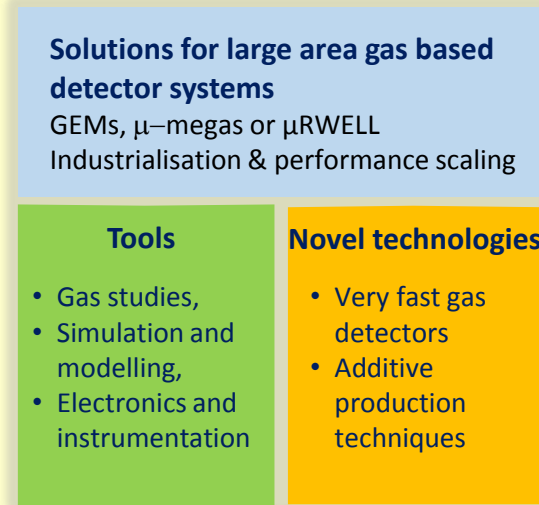 Solutions for large area gas based
detector systems
GEMs, μ–megas or μRWELL
Industrialisation & performance scaling
Tools
• Gas studies,
• Simulation and
modelling,
• Electronics and
instrumentation
Novel technologies
• Very fast gas
detectors
• Additive
production
techniques